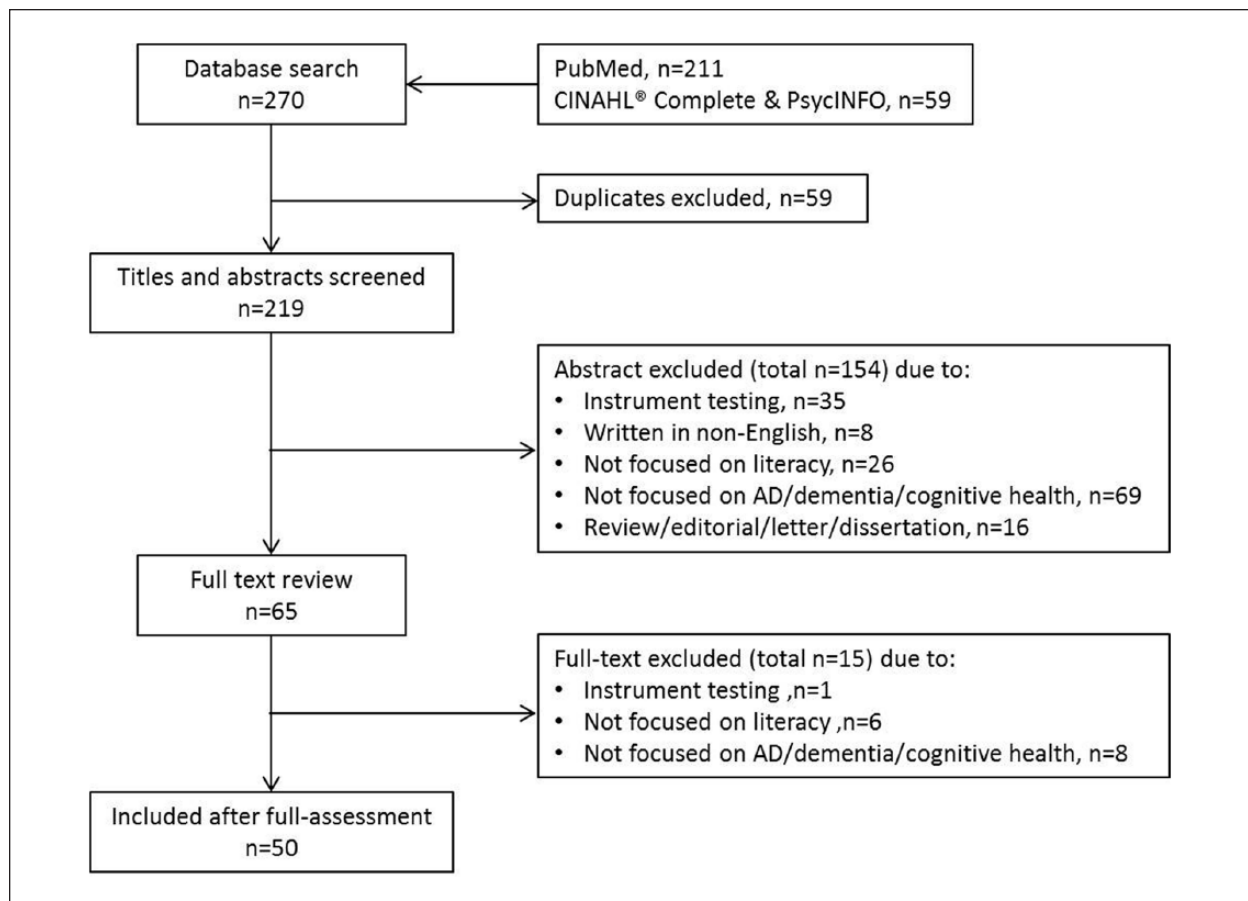 Database search
n=270
PubMed, n=211
CINAHL® Complete & PsycINFO, n=59
Duplicates excluded, n=59
Titles and abstracts screened
n=219
Abstract excluded (total n=154) due to:
• Instrument testing, n=35
• Written in non-English, n=8
• Not focused on literacy, n=26
• Not focused on AD/dementia/cognitive health, n=69
• Review/editorial/letter/dissertation, n=16
Full text review
n=65
Full-text excluded (total n=15) due to:
• Instrument testing ,n=1
• Not focused on literacy ,n=6
• Not focused on AD/dementia/cognitive health, n=8
Included after full-assessment
n=50